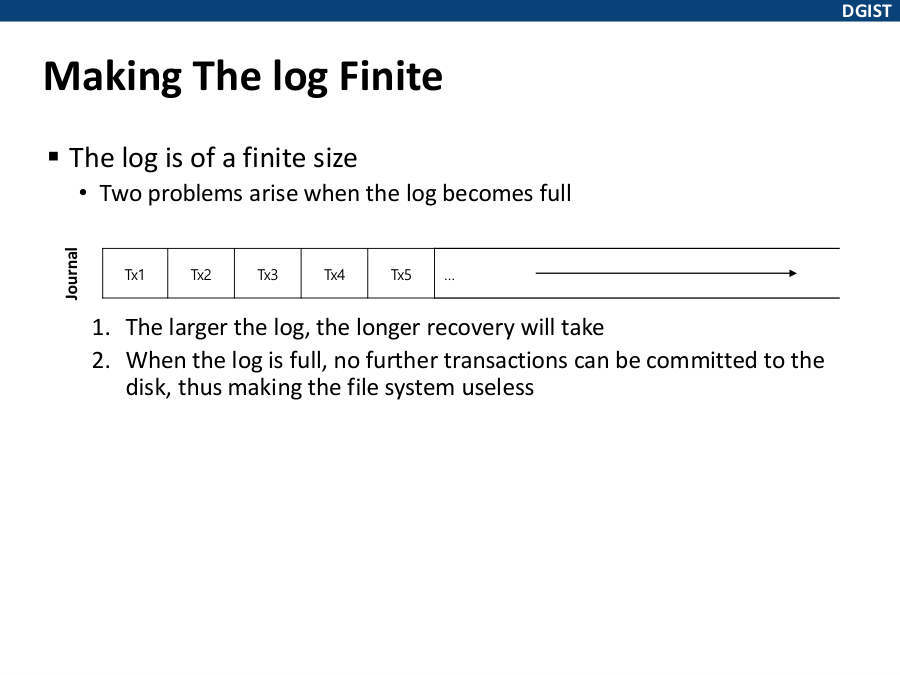 DGIST
Making The log Finite
▪ The log is of a finite size
• Two problems arise when the log becomes full
Journal
Tx1 Tx2 Tx3 Tx4 Tx5 ...
1. The larger the log, the longer recovery will take
2. When the log is full, no further transactions can be committed to the
disk, thus making the file system useless